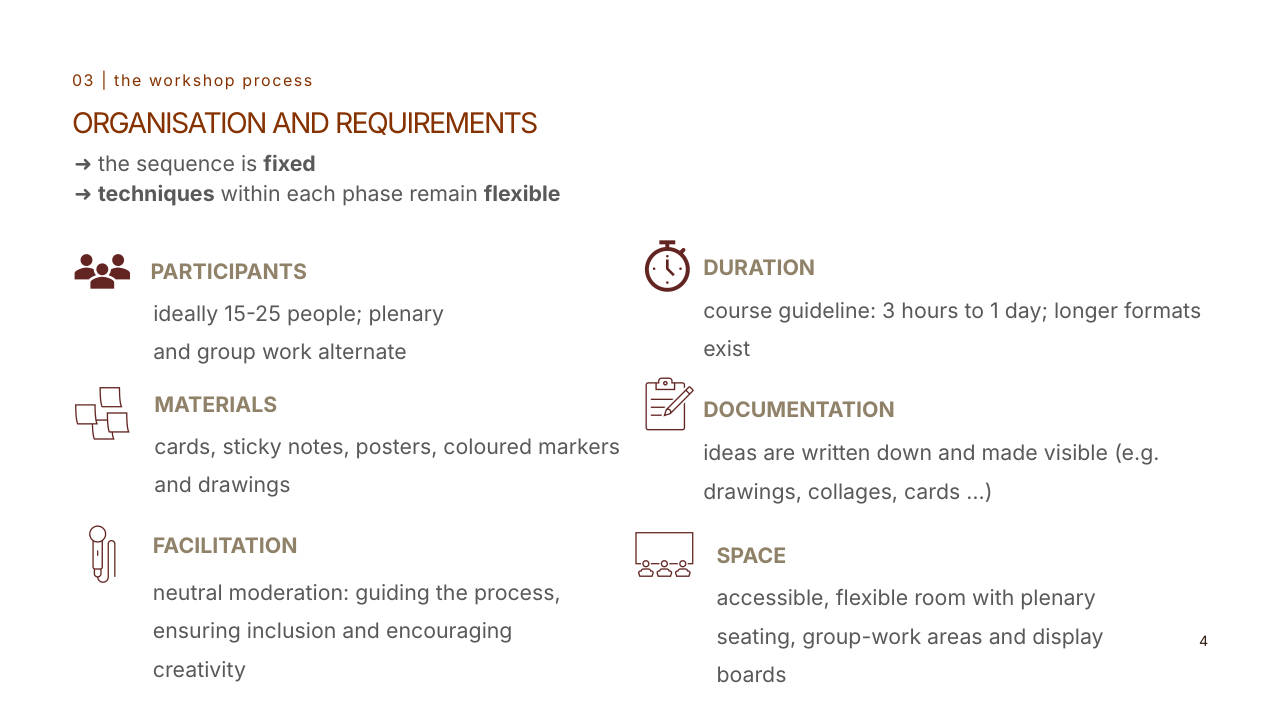 03 | the workshop process
ORGANISATION AND REQUIREMENTS
➜ the sequence is fixed
➜ techniques within each phase remain flexible
PARTICIPANTS
ideally 15-25 people; plenary
and group work alternate
MATERIALS
cards, sticky notes, posters, coloured markers
and drawings
FACILITATION
neutral moderation: guiding the process,
ensuring inclusion and encouraging
creativity
DURATION
course guideline: 3 hours to 1 day; longer formats
exist
DOCUMENTATION
ideas are written down and made visible (e.g.
drawings, collages, cards ...)
SPACE
accessible, flexible room with plenary
seating, group-work areas and display
boards
4